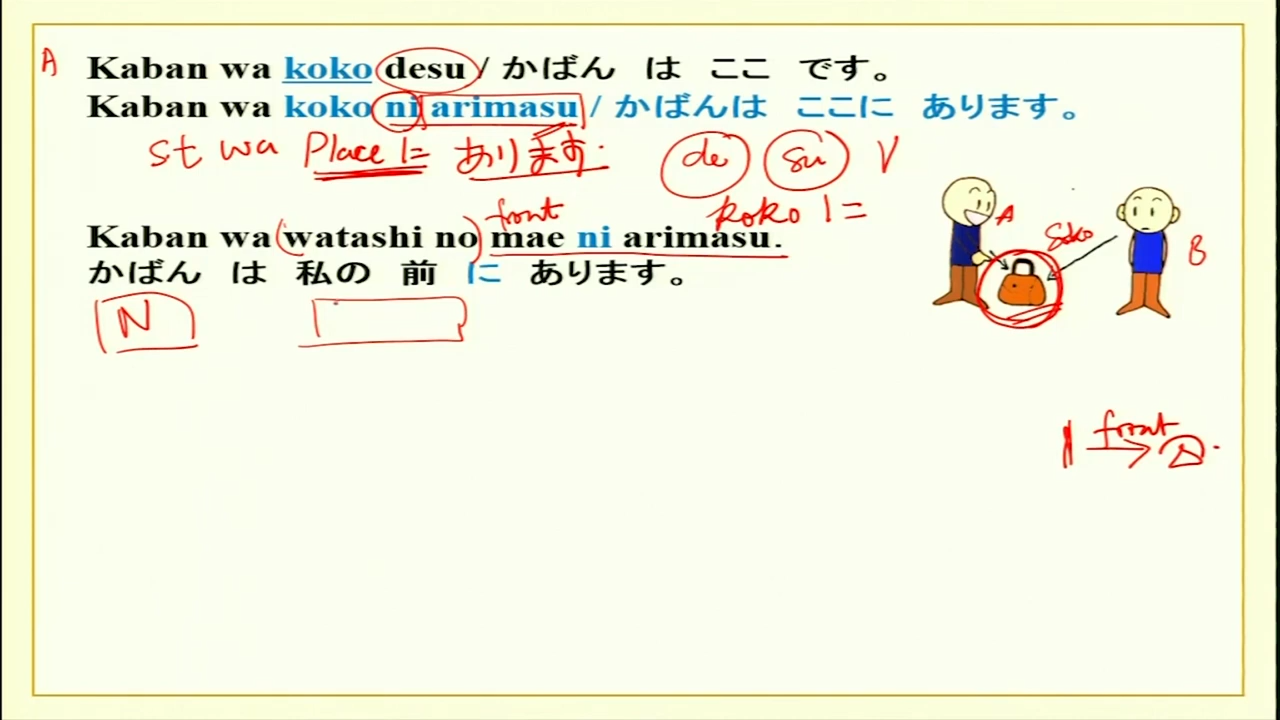 A
Kaban wa koko desu / かばん は ここ です。
Kaban wa koko ni arimasu / かばんは ここに あります。
st wa Place に あります. de su V
koko に
front
Kaban wa (watashi no) mae ni arimasu.
かばん は 私の 前 に あります。
N
A
Soko
B
front